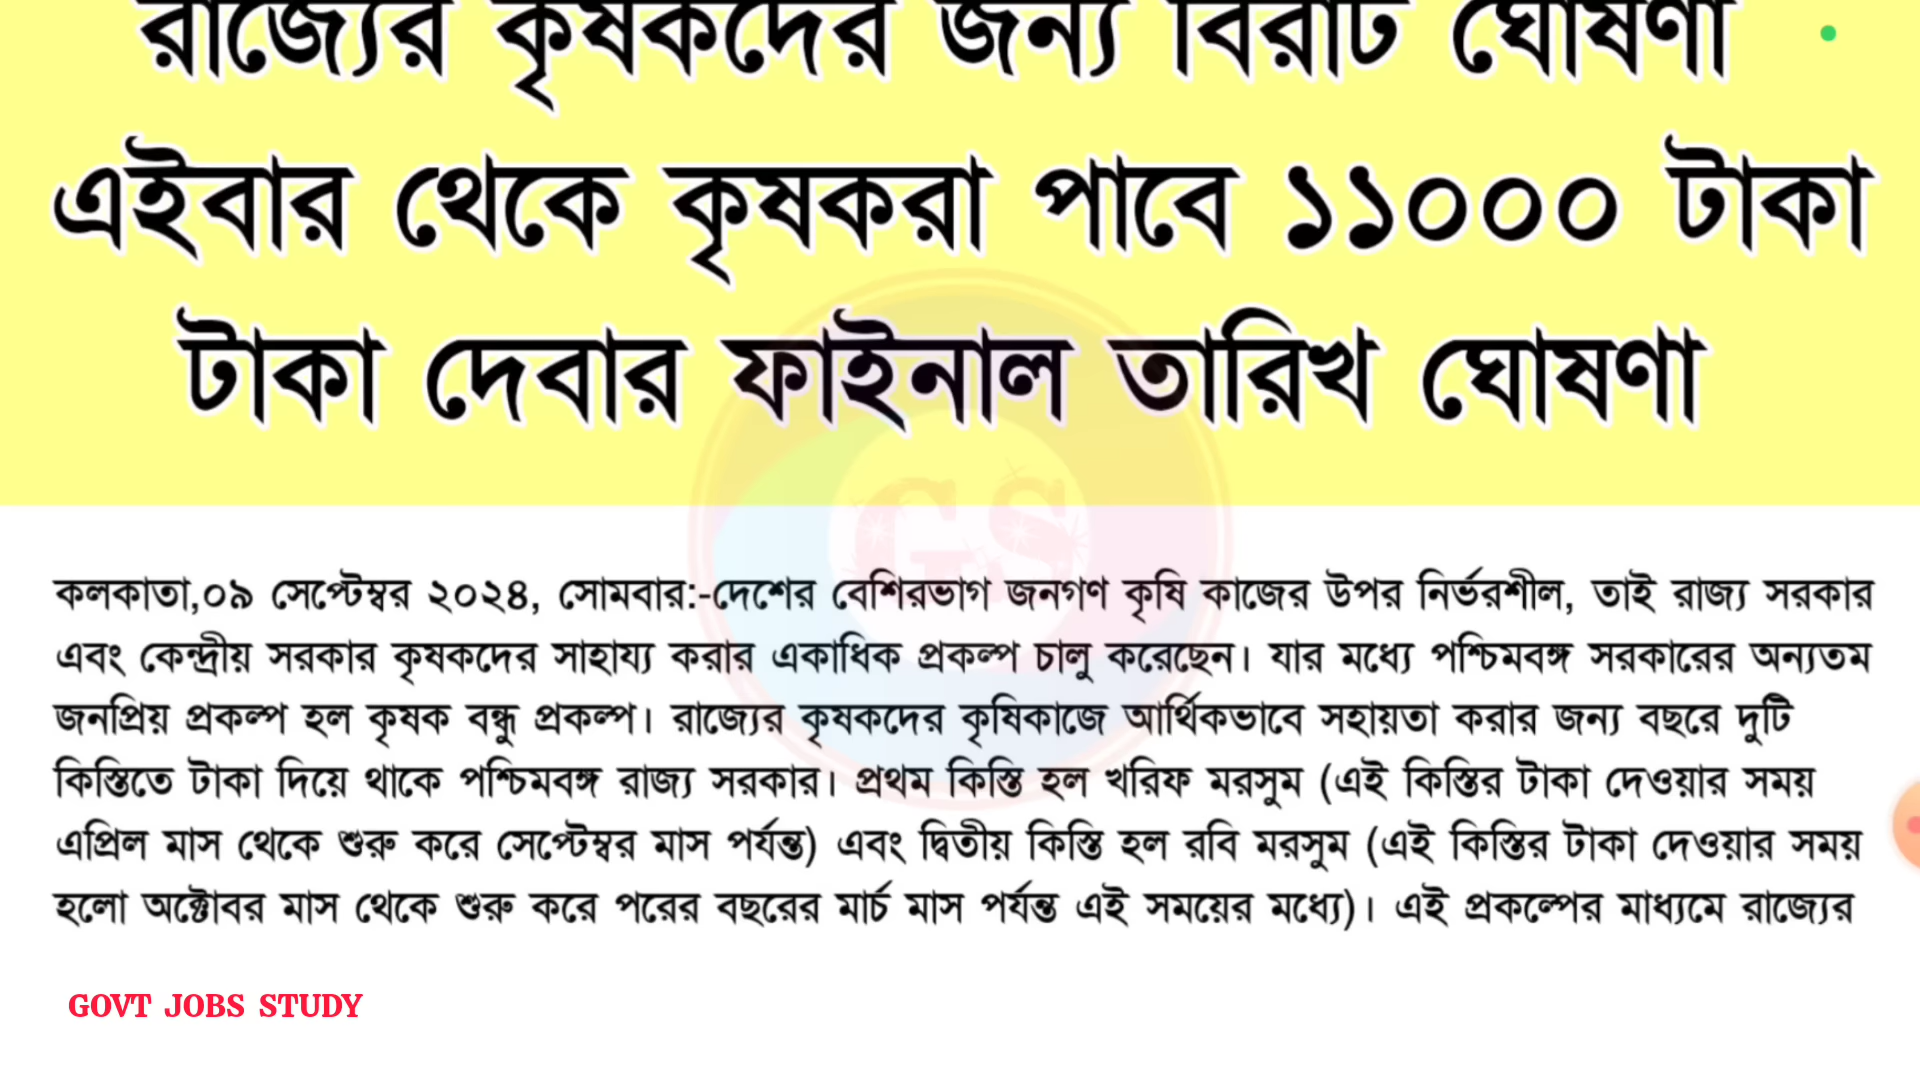 রাজ্যের কৃষকদের জন্য বিরাট ঘোষণা
এইবার থেকে কৃষকরা পাবে ১১০০০ টাকা
টাকা দেবার ফাইনাল তারিখ ঘোষণা
GS
কলকাতা,০৯ সেপ্টেম্বর ২০২৪, সোমবার:-দেশের বেশিরভাগ জনগণ কৃষি কাজের উপর নির্ভরশীল, তাই রাজ্য সরকার
এবং কেন্দ্রীয় সরকার কৃষকদের সাহায্য করার একাধিক প্রকল্প চালু করেছেন। যার মধ্যে পশ্চিমবঙ্গ সরকারের অন্যতম
জনপ্রিয় প্রকল্প হল কৃষক বন্ধু প্রকল্প। রাজ্যের কৃষকদের কৃষিকাজে আর্থিকভাবে সহায়তা করার জন্য বছরে দুটি
কিস্তিতে টাকা দিয়ে থাকে পশ্চিমবঙ্গ রাজ্য সরকার। প্রথম কিস্তি হল খরিফ মরসুম (এই কিস্তির টাকা দেওয়ার সময়
এপ্রিল মাস থেকে শুরু করে সেপ্টেম্বর মাস পর্যন্ত) এবং দ্বিতীয় কিস্তি হল রবি মরসুম (এই কিস্তির টাকা দেওয়ার সময়
হলো অক্টোবর মাস থেকে শুরু করে পরের বছরের মার্চ মাস পর্যন্ত এই সময়ের মধ্যে)। এই প্রকল্পের মাধ্যমে রাজ্যের
GOVT JOBS STUDY